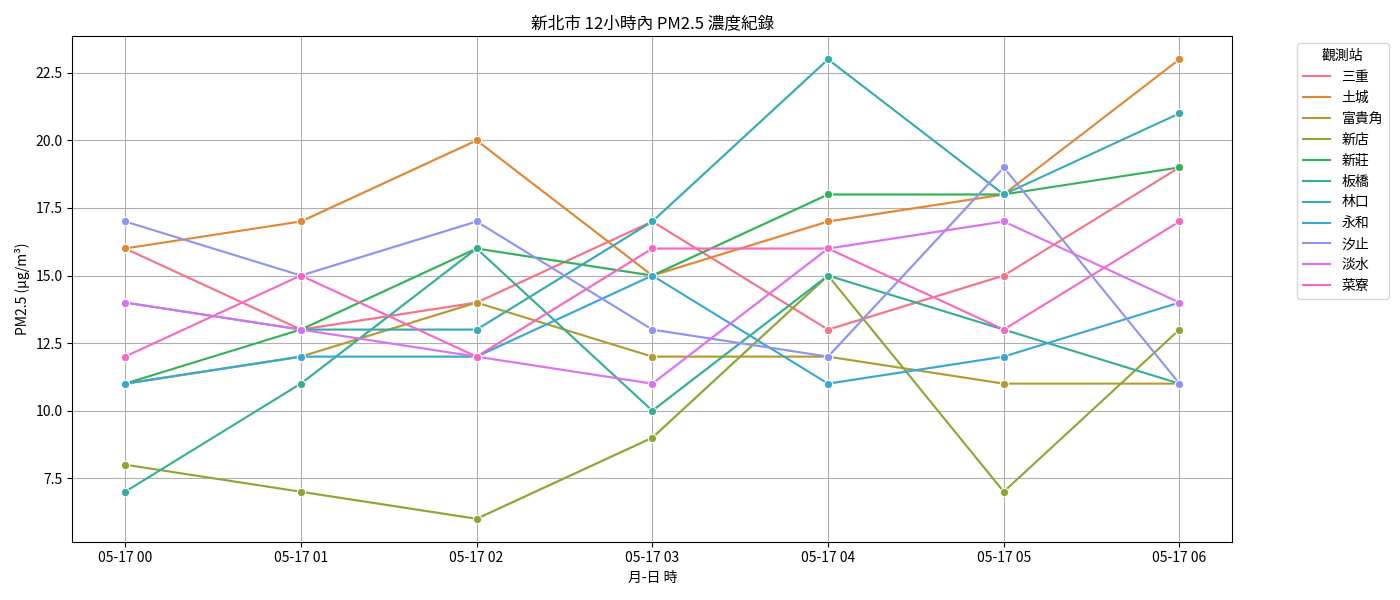 新北市 12小時內 PM2.5 濃度紀錄
PM2.5 (μg/m³)
22.5
20.0
17.5
15.0
12.5
10.0
7.5
05-17 00
05-17 01
05-17 02
05-17 03
05-17 04
05-17 05
05-17 06
月-日 時
觀測站
三重
土城
富貴角
新店
新莊
板橋
林口
永和
汐止
淡水
菜寮